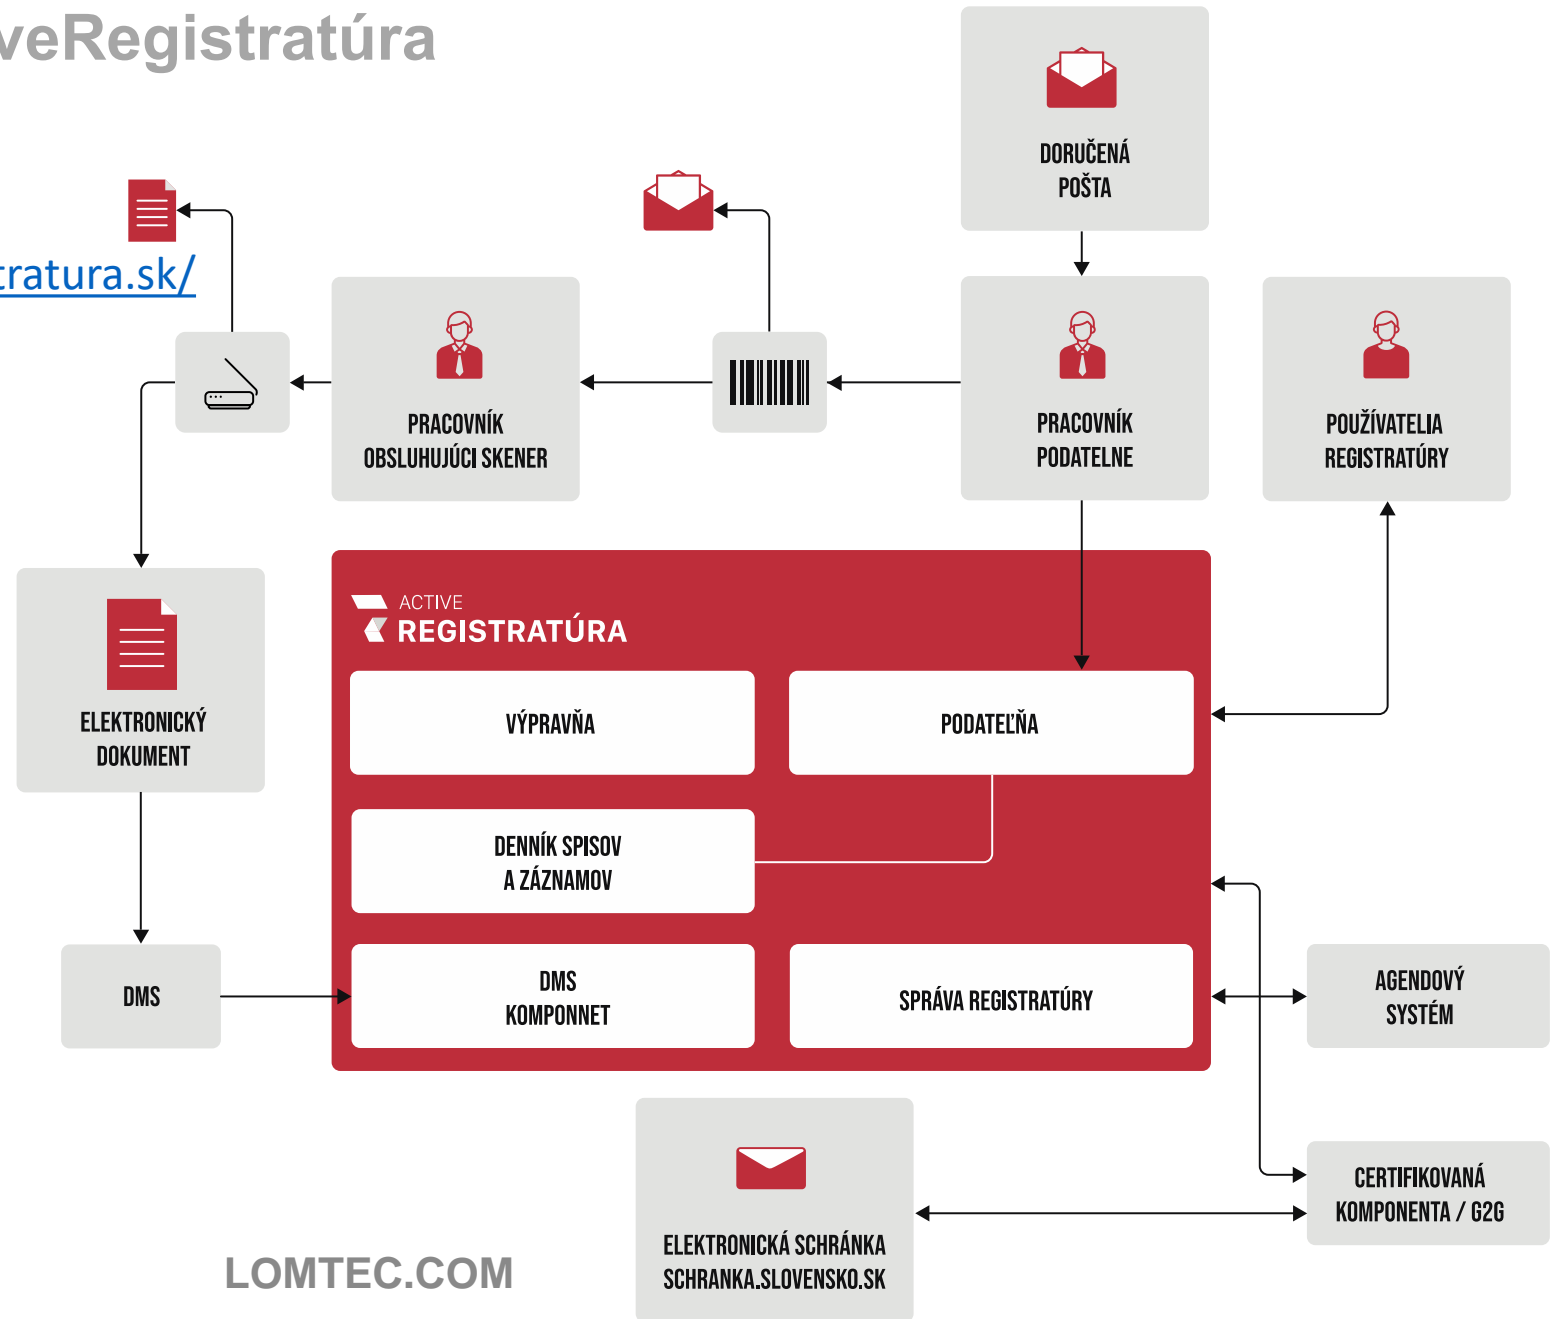 veRegistratúra
DORUČENÁ
POŠTA
tratura.sk/
PRACOVNÍK
OBSLUHUJÚCI SKENER
PRACOVNÍK
PODATELNE
POUŽÍVATELIA
REGISTRATÚRY
ACTIVE
REGISTRATÚRA
ELEKTRONICKÝ
DOKUMENT
VÝPRAVŇA
PODATEĽŇA
DENNÍK SPISOV
A ZÁZNAMOV
DMS
DMS
KOMPONNET
SPRÁVA REGISTRATÚRY
AGENDOVÝ
SYSTÉM
CERTIFIKOVANÁ
KOMPONENTA / G2G
ELEKTRONICKÁ SCHRÁNKA
SCHRANKA.SLOVENSKO.SK
LOMTEC.COM